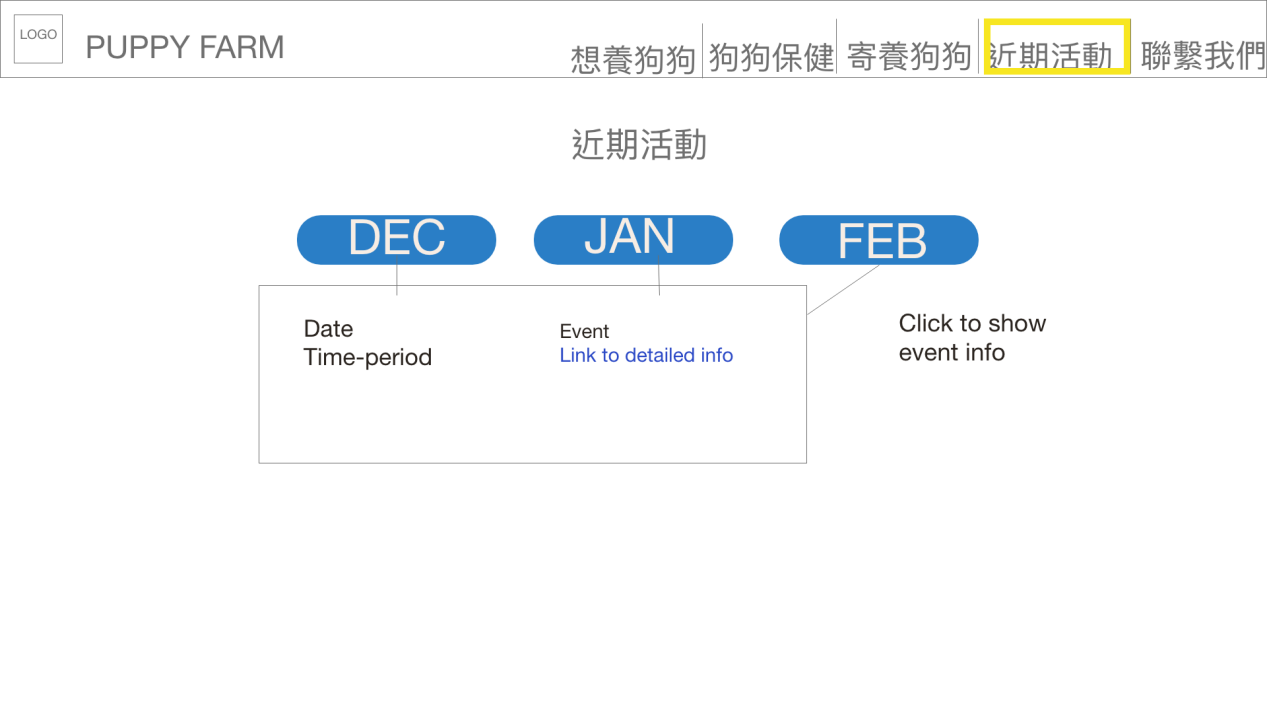 LOGO
PUPPY FARM
想養狗狗
狗狗保健
寄養狗狗
近期活動
聯繫我們
近期活動
DEC
JAN
FEB
Date
Time-period
Event
Link to detailed info
Click to show
event info